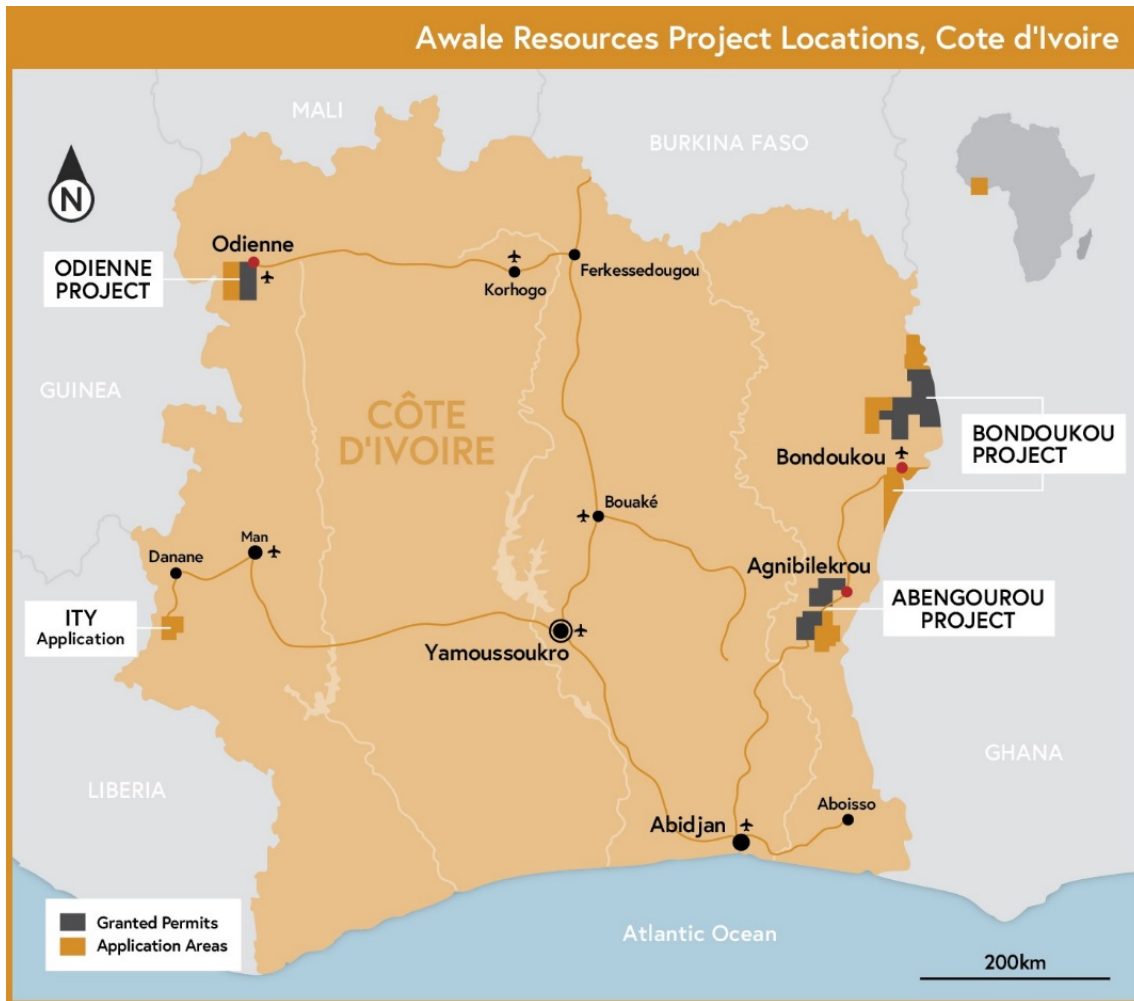 Awale Resources Project Locations, Cote d'Ivoire
MALI
BURKINA FASO
N
Odienne
ODIENNE
PROJECT
Korhogo
Ferkessedougou
GUINEA
CÔTE
D'IVOIRE
BONDOUKOU
PROJECT
Bondoukou
Bouaké
Man
Danane
Agnibilekrou
ABENGOUROU
PROJECT
ITY
Application
Yamoussoukro
GHANA
LIBERIA
Abidjan
Aboisso
Granted Permits
Application Areas
Atlantic Ocean
200km